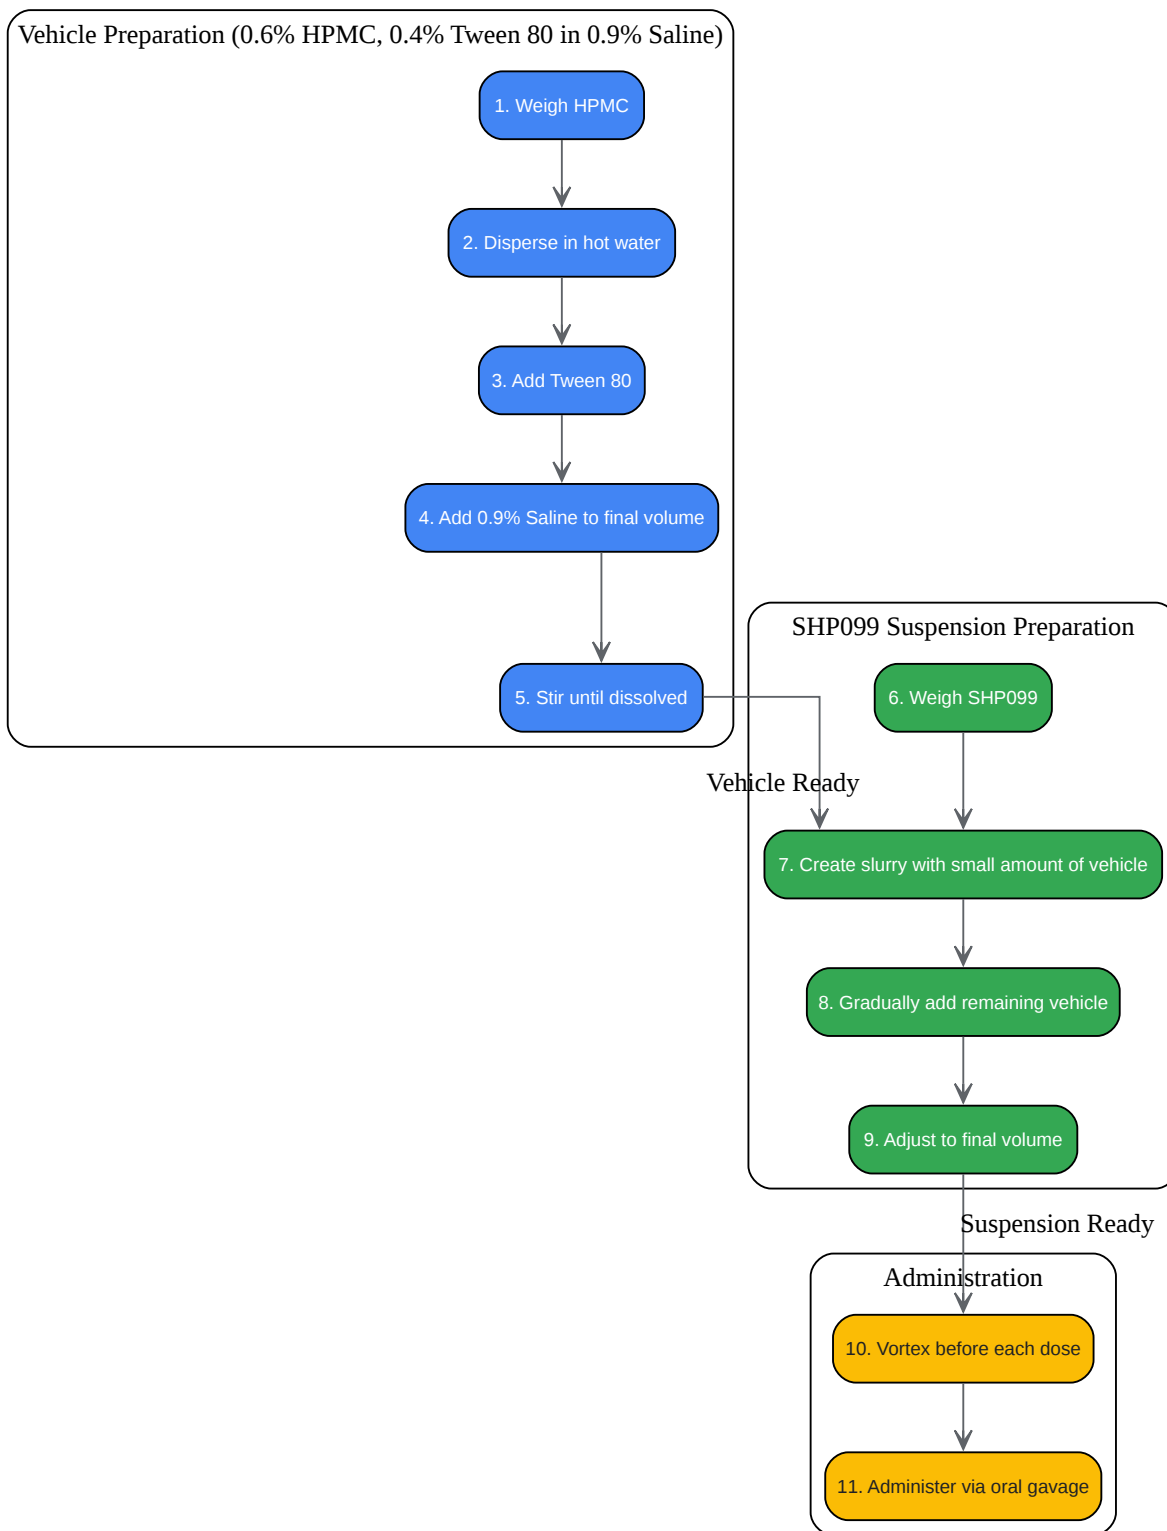 Vehicle Preparation (0.6% HPMC, 0.4% Tween 80 in 0.9% Saline)
1. Weigh HPMC
2. Disperse in hot water
3. Add Tween 80
4. Add 0.9% Saline to final volume
5. Stir until dissolved
Vehicle Ready
SHP099 Suspension Preparation
6. Weigh SHP099
7. Create slurry with small amount of vehicle
8. Gradually add remaining vehicle
9. Adjust to final volume
Suspension Ready
Administration
10. Vortex before each dose
11. Administer via oral gavage